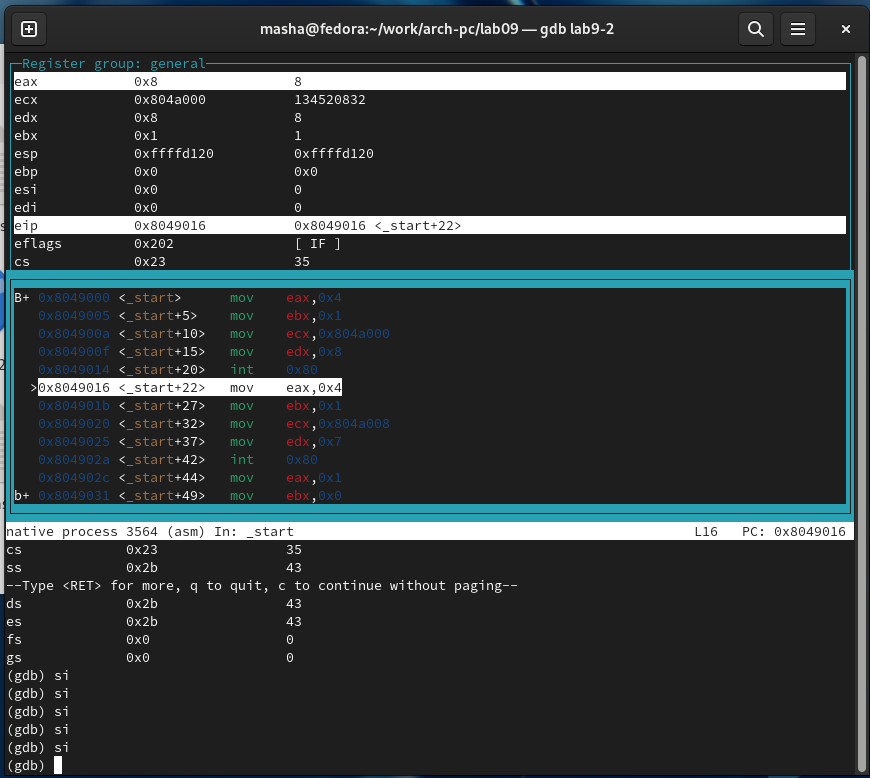 masha@fedora:~/work/arch-pc/lab09 — gdb lab9-2
Register group: general
eax 0x8 8
ecx 0x804a000 134520832
edx 0x8 8
ebx 0x1 1
esp 0xffffd120 0xffffd120
ebp 0x0 0x0
esi 0x0 0
edi 0x0 0
eip 0x8049016 0x8049016 <_start+22>
eflags 0x202 [ IF ]
cs 0x23 35
B+ 0x8049000 <_start> mov eax,0x4
0x8049005 <_start+5> mov ebx,0x1
0x804900a <_start+10> mov ecx,0x804a000
0x804900f <_start+15> mov edx,0x8
0x8049014 <_start+20> int 0x80
>0x8049016 <_start+22> mov eax,0x4
0x804901b <_start+27> mov ebx,0x1
0x8049020 <_start+32> mov ecx,0x804a008
0x8049025 <_start+37> mov edx,0x7
0x804902a <_start+42> int 0x80
0x804902c <_start+44> mov eax,0x1
b+ 0x8049031 <_start+49> mov ebx,0x0
native process 3564 (asm) In: _start L16 PC: 0x8049016
cs 0x23 35
ss 0x2b 43
--Type <RET> for more, q to quit, c to continue without paging--
ds 0x2b 43
es 0x2b 43
fs 0x0 0
gs 0x0 0
(gdb) si
(gdb) si
(gdb) si
(gdb) si
(gdb) si
(gdb)